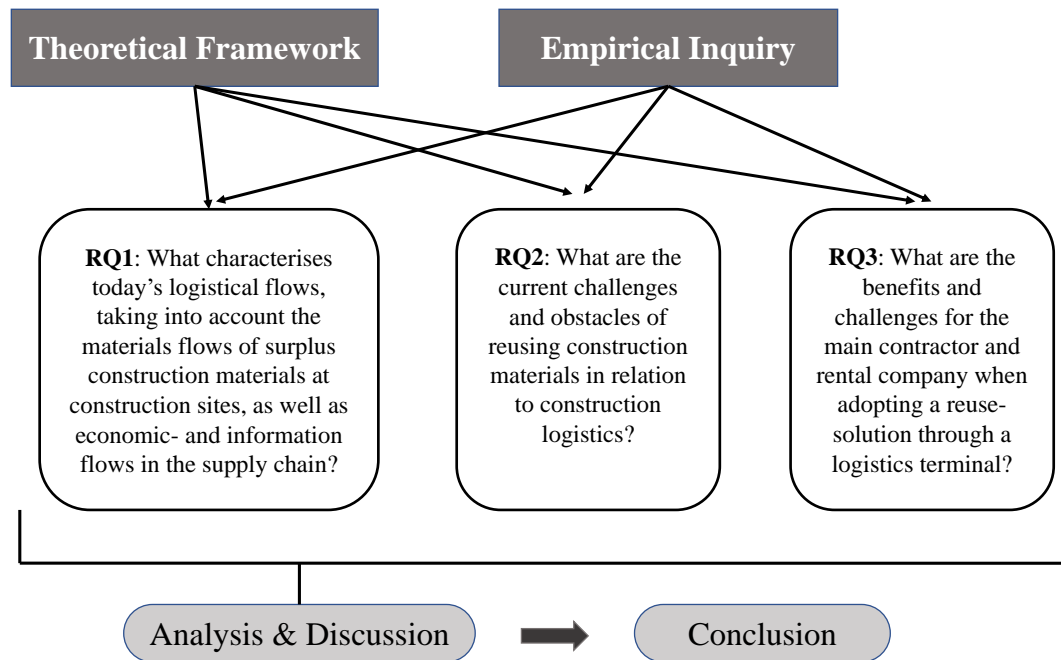 Theoretical Framework
Empirical Inquiry
RQ1: What characterises
today's logistical flows,
taking into account the
materials flows of surplus
construction materials at
construction sites, as well as
economic- and information
flows in the supply chain?
RQ2: What are the
current challenges
and obstacles of
reusing construction
materials in relation
to construction
logistics?
RQ3: What are the
benefits and
challenges for the
main contractor and
rental company when
adopting a reuse-
solution through a
logistics terminal?
Analysis & Discussion
Conclusion